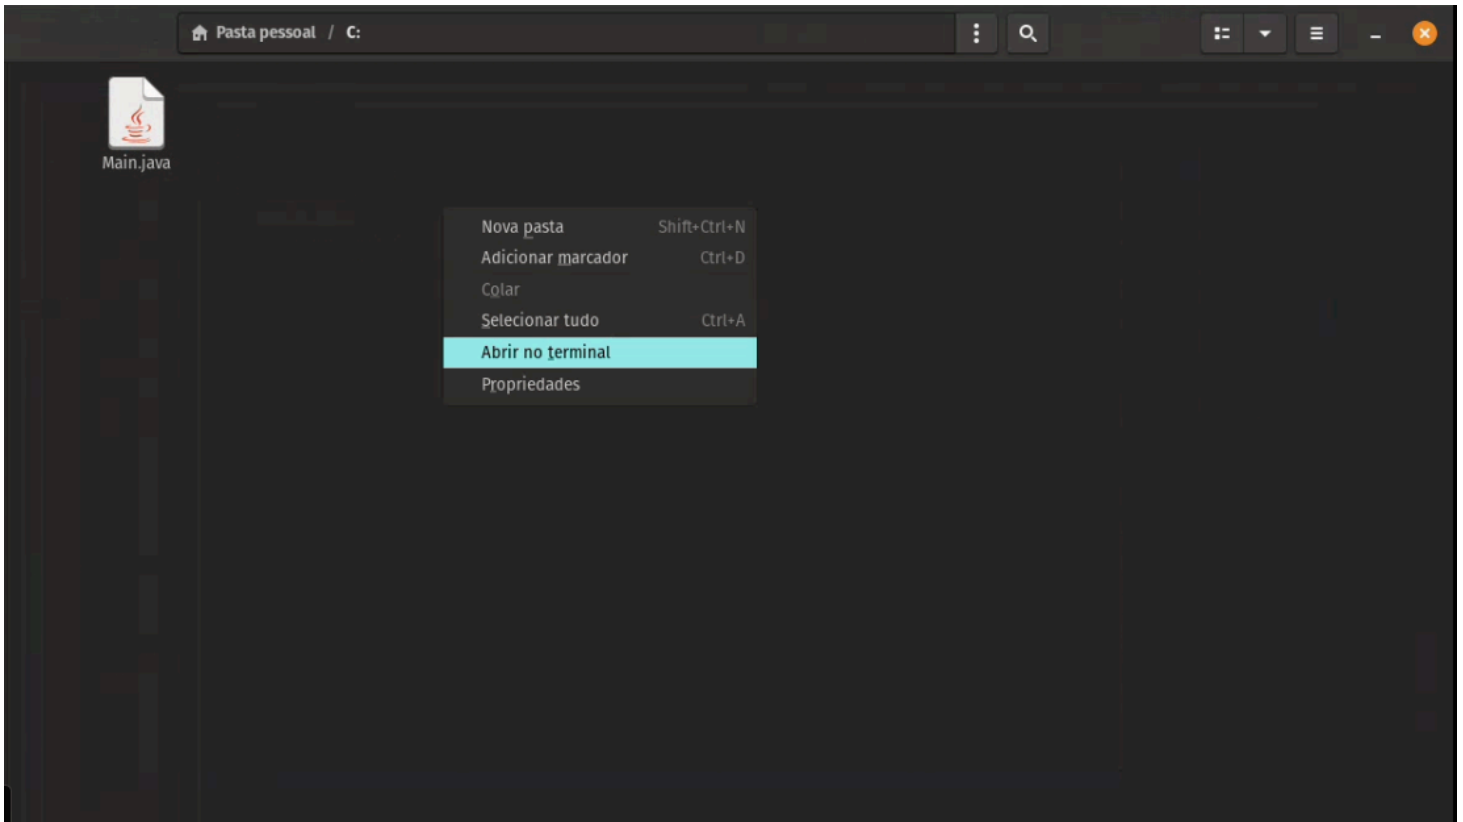 Pasta pessoal / C:
Main.java
Nova pasta Shift+Ctrl+N
Adicionar marcador Ctrl+D
Colar
Selecionar tudo Ctrl+A
Abrir no terminal
Propriedades